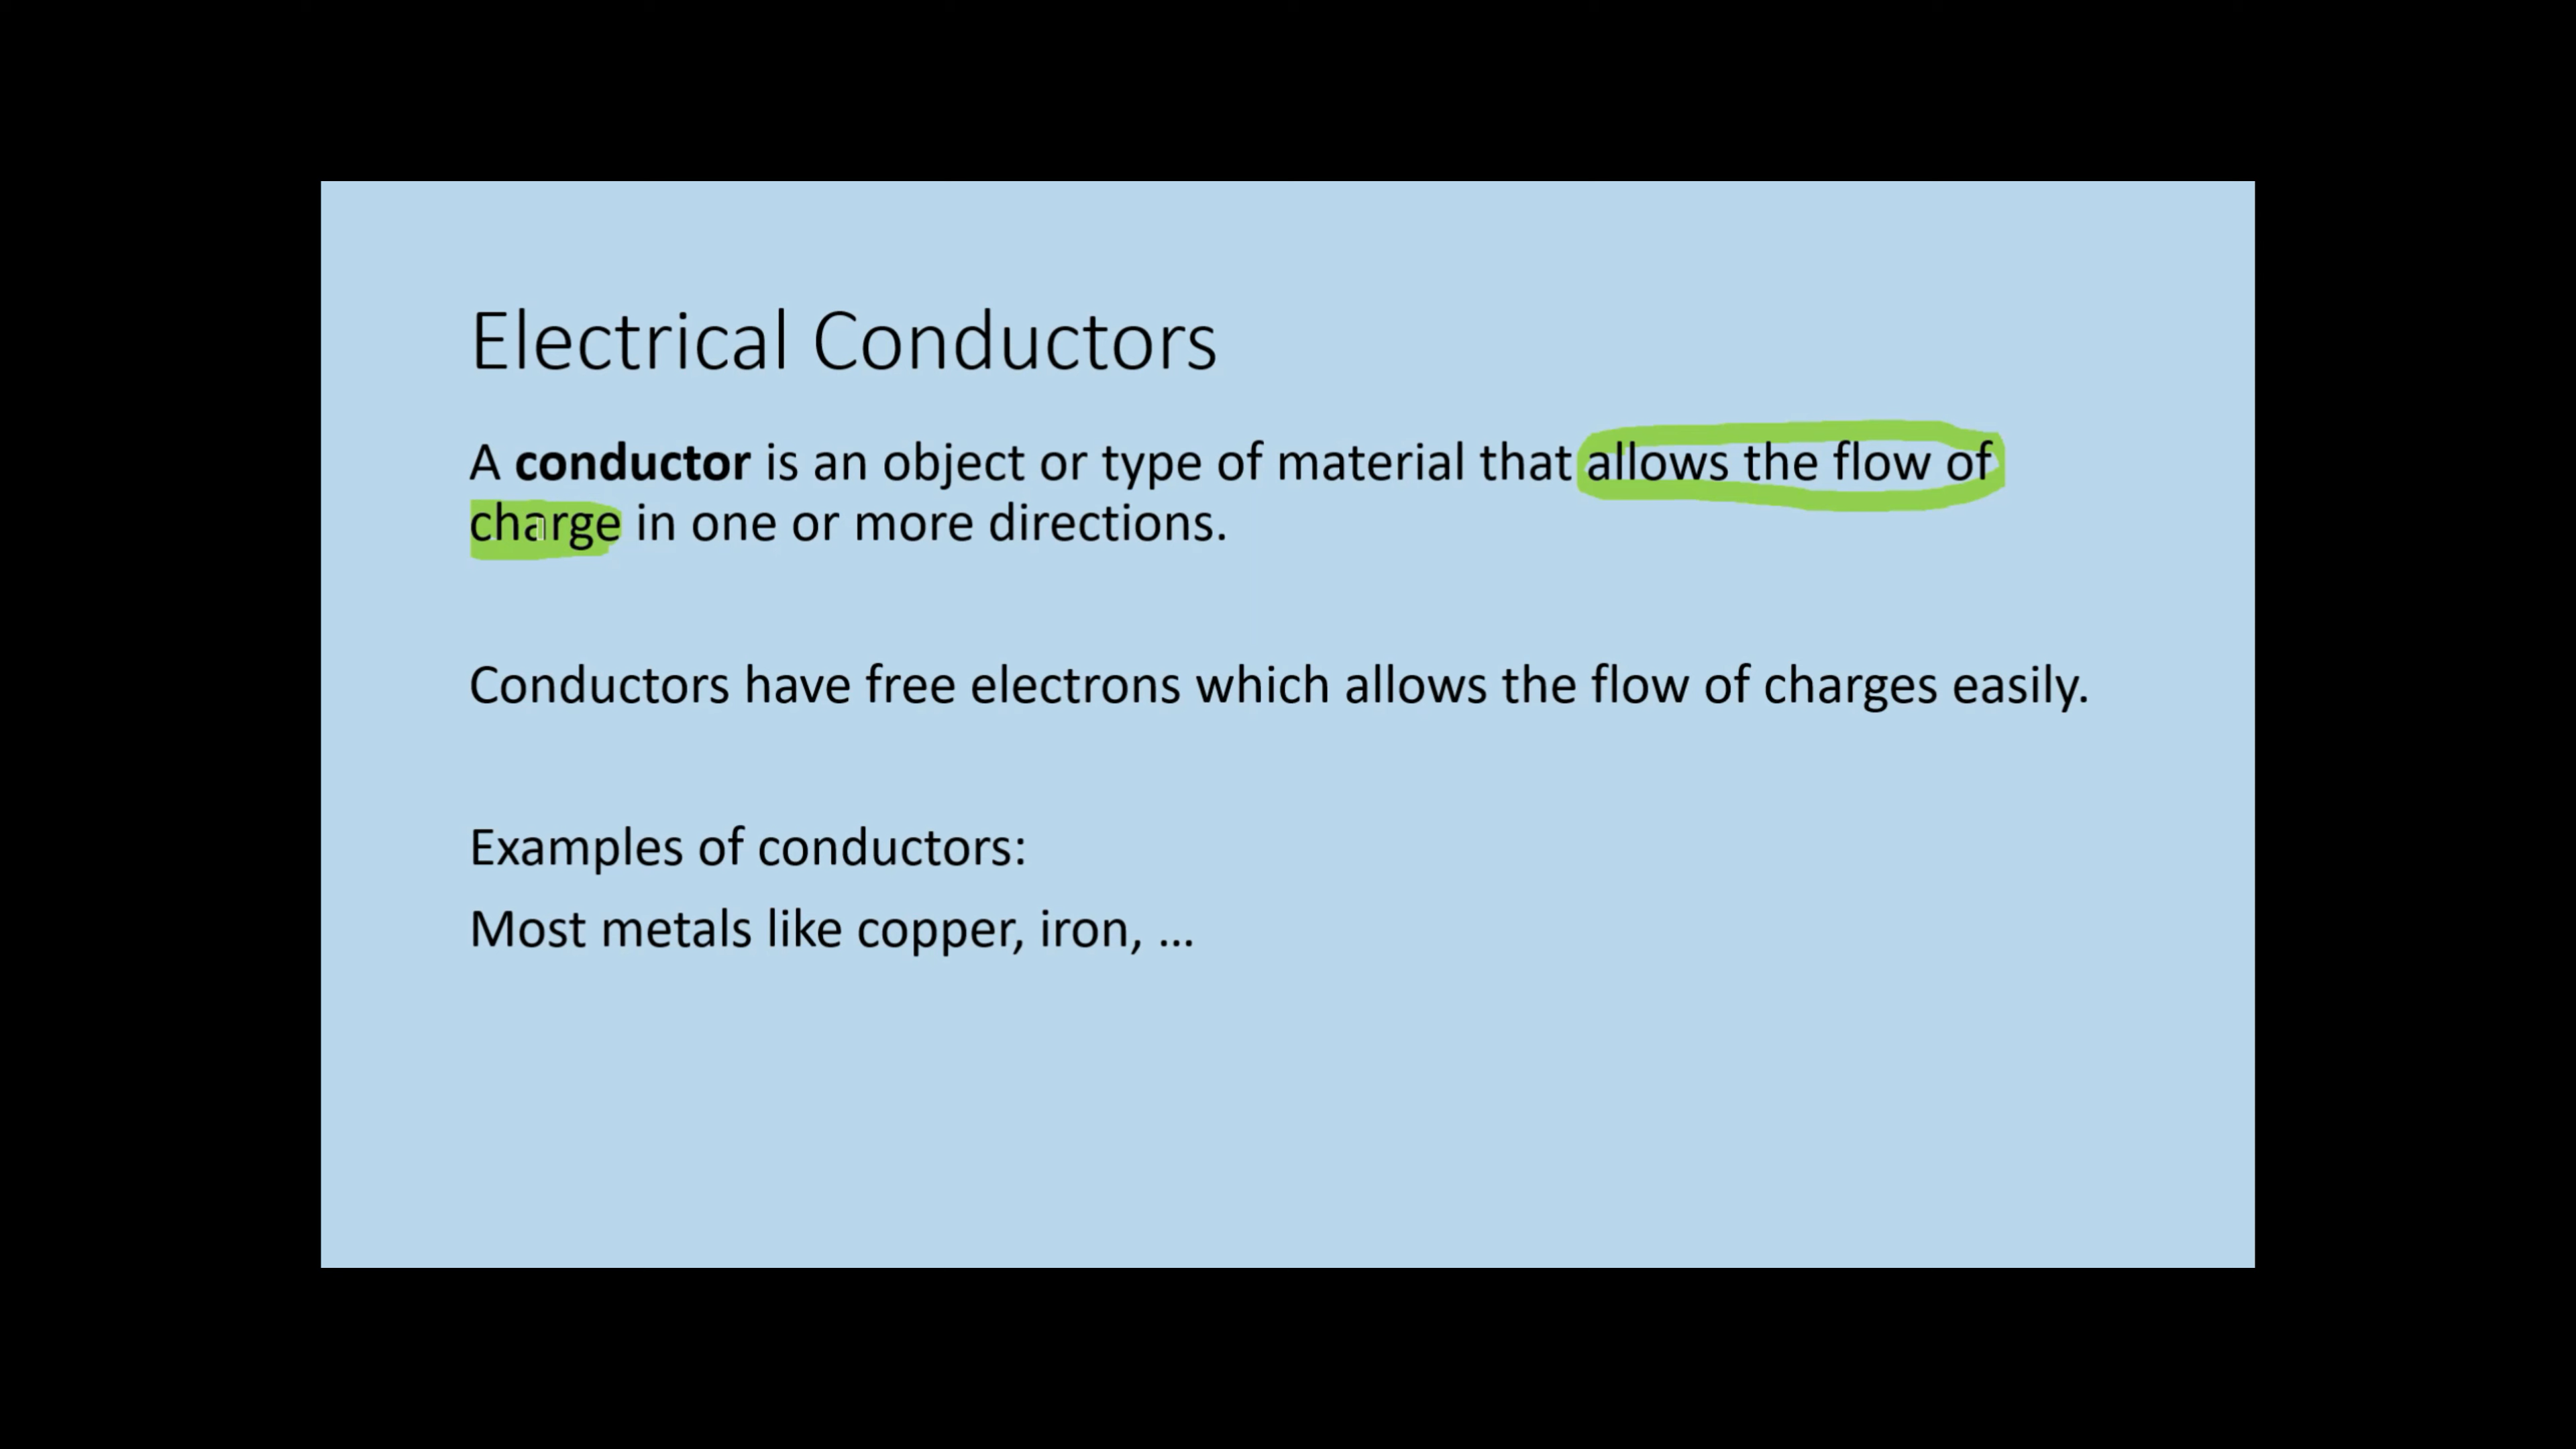 Electrical Conductors
A conductor is an object or type of material that allows the flow of
charge in one or more directions.
Conductors have free electrons which allows the flow of charges easily.
Examples of conductors:
Most metals like copper, iron, ...